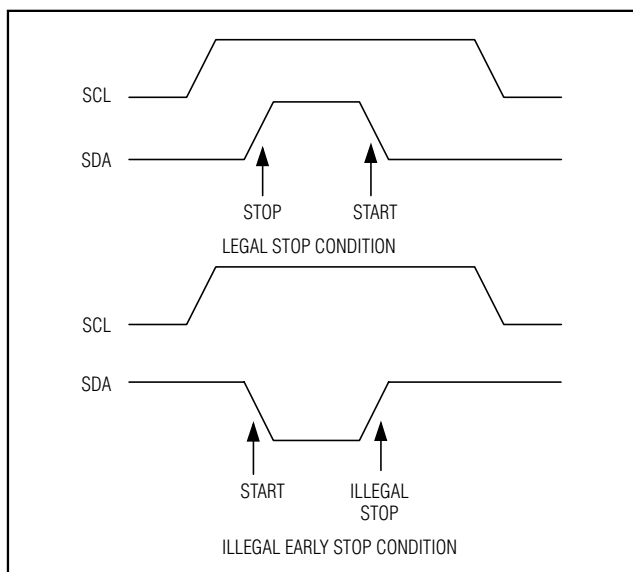 SCL
SDA
STOP START
LEGAL STOP CONDITION
SCL
SDA
START ILLEGAL
STOP
ILLEGAL EARLY STOP CONDITION